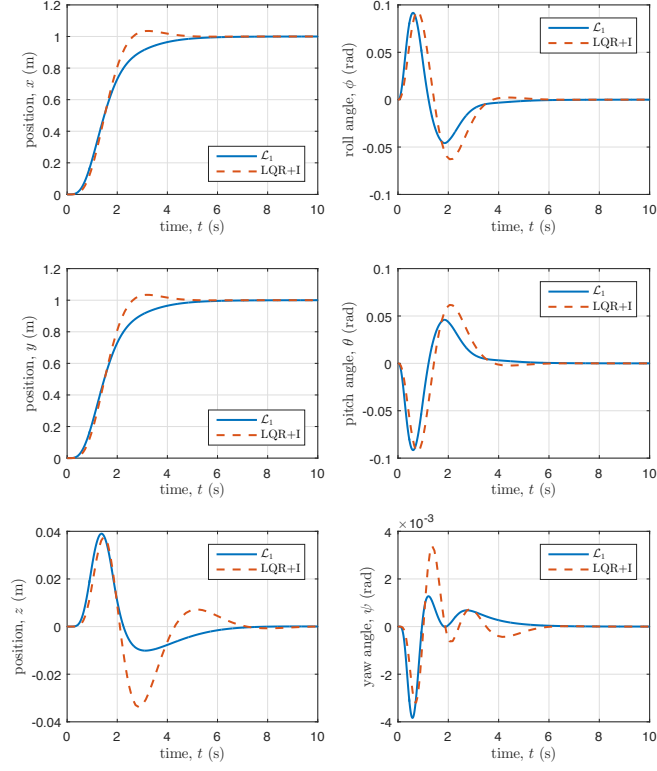 1.2
1
0.8
0.6
0.4
0.2
0
position, x (m)
ℒ₁
LQR+I
0 2 4 6 8 10
time, t (s)
0.1
0.05
0
-0.05
-0.1
roll angle, ϕ (rad)
ℒ₁
LQR+I
0 2 4 6 8 10
time, t (s)
1.2
1
0.8
0.6
0.4
0.2
0
position, y (m)
ℒ₁
LQR+I
0 2 4 6 8 10
time, t (s)
0.1
0.05
0
-0.05
-0.1
pitch angle, θ (rad)
ℒ₁
LQR+I
0 2 4 6 8 10
time, t (s)
0.04
0.02
0
-0.02
-0.04
position, z (m)
ℒ₁
LQR+I
0 2 4 6 8 10
time, t (s)
×10⁻³
4
2
0
-2
-4
yaw angle, ψ (rad)
ℒ₁
LQR+I
0 2 4 6 8 10
time, t (s)